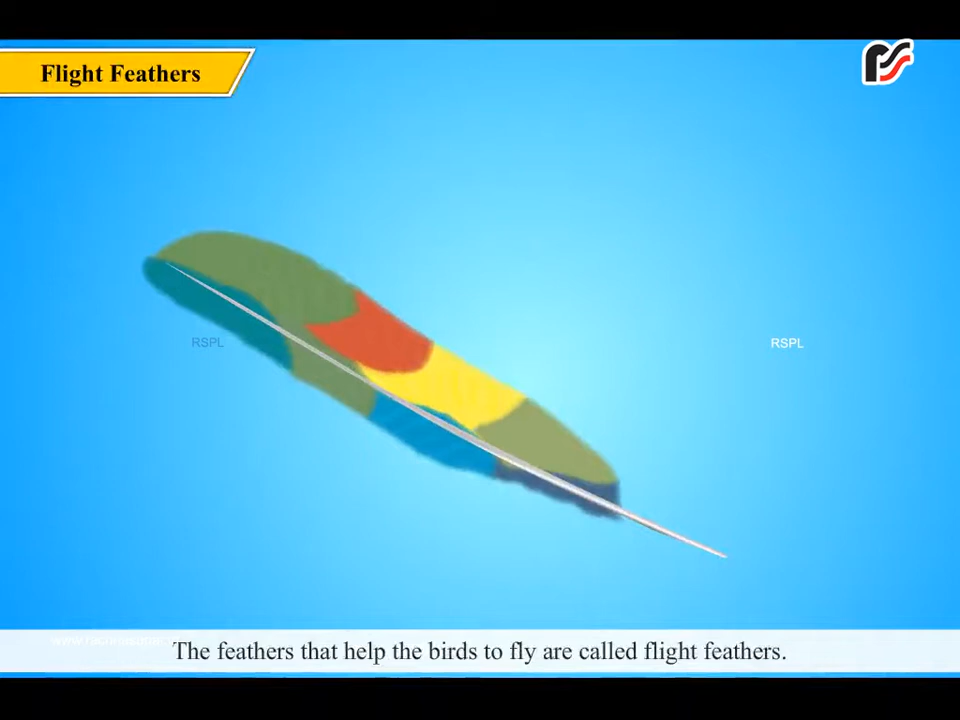 Flight Feathers
RSPL
RSPL
The feathers that help the birds to fly are called flight feathers.